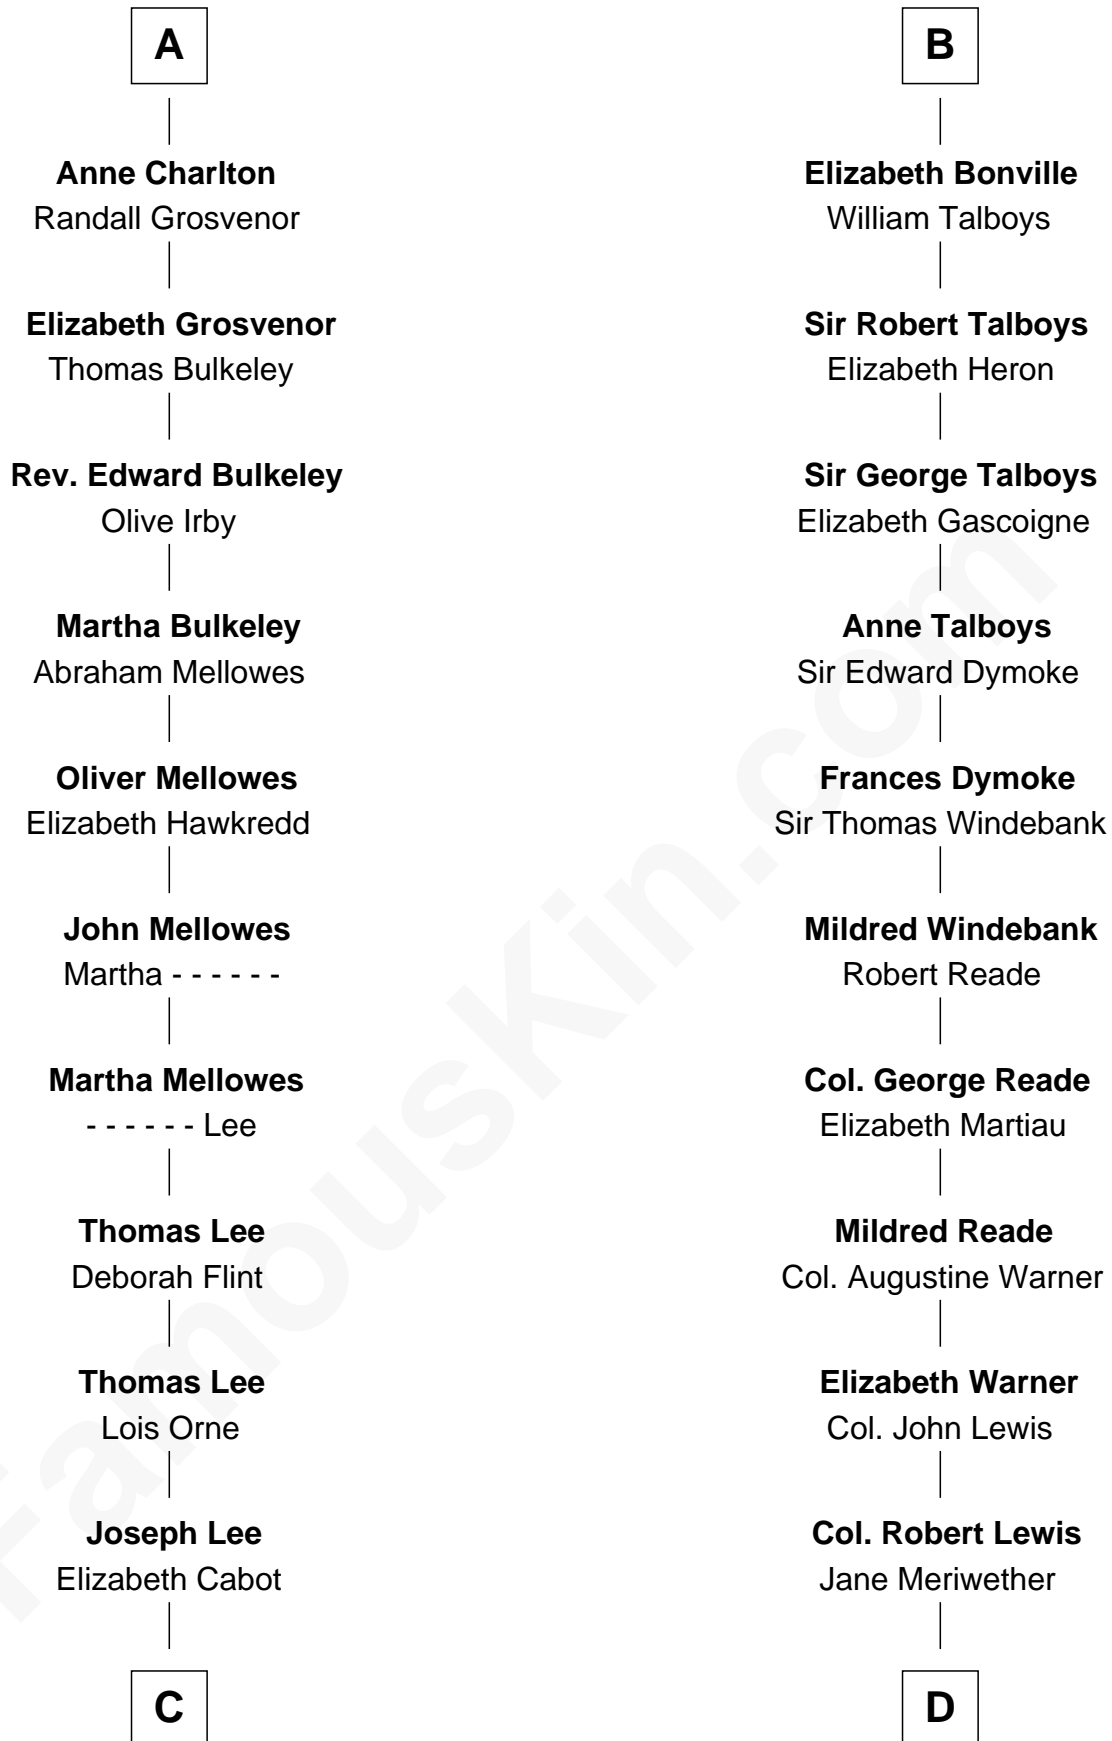 A
Anne Charlton
Randall Grosvenor
Elizabeth Grosvenor
Thomas Bulkeley
Rev. Edward Bulkeley
Olive Irby
Martha Bulkeley
Abraham Mellowes
Oliver Mellowes
Elizabeth Hawkredd
John Mellowes
Martha - - - - - -
Martha Mellowes
- - - - - - Lee
Thomas Lee
Deborah Flint
Thomas Lee
Lois Orne
Joseph Lee
Elizabeth Cabot
C
B
Elizabeth Bonville
William Talboys
Sir Robert Talboys
Elizabeth Heron
Sir George Talboys
Elizabeth Gascoigne
Anne Talboys
Sir Edward Dymoke
Frances Dymoke
Sir Thomas Windebank
Mildred Windebank
Robert Reade
Col. George Reade
Elizabeth Martiau
Mildred Reade
Col. Augustine Warner
Elizabeth Warner
Col. John Lewis
Col. Robert Lewis
Jane Meriwether
D
FamousKin.com